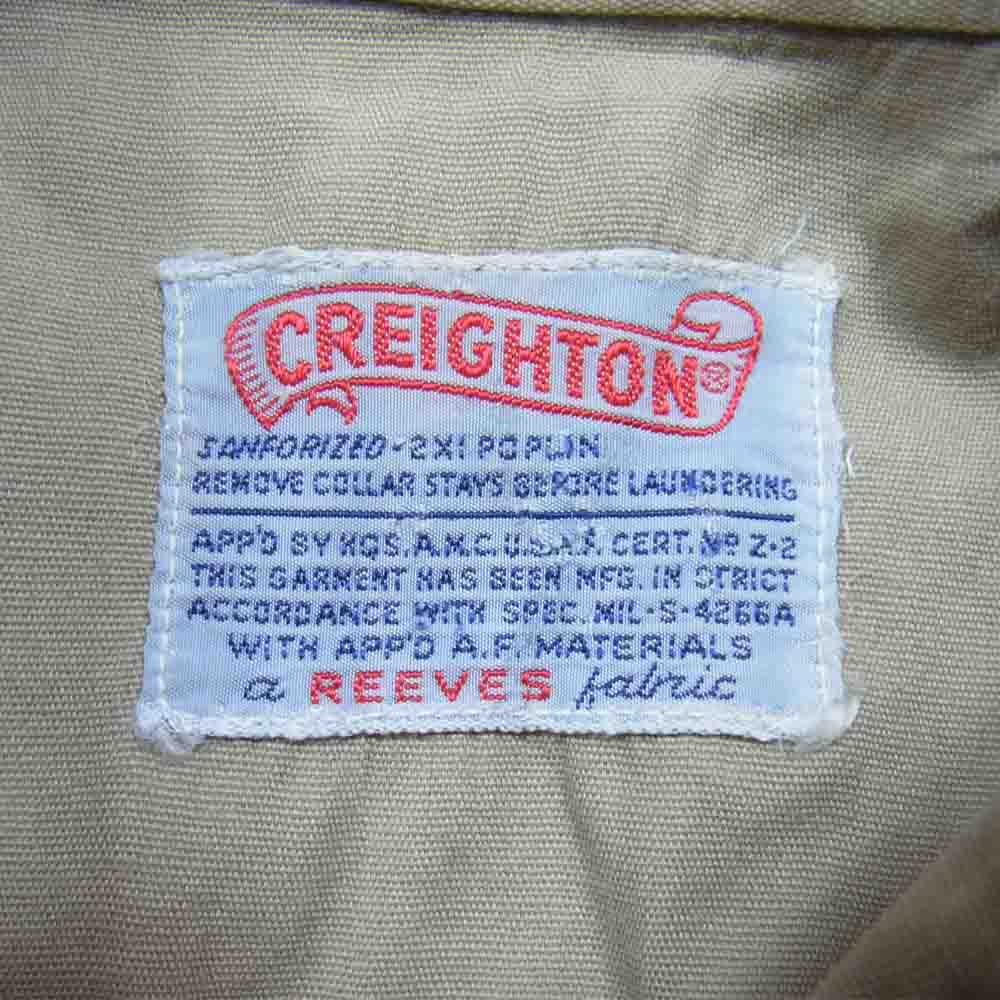 CREIGHTON®
SANFORIZED-2X1 POPLIN
REMOVE COLLAR STAYS BEFORE LAUNDERING
APP'D BY HQS. A.M.C. U.S.A.F. CERT. Nº Z-2
THIS GARMENT HAS BEEN MFG. IN STRICT
ACCORDANCE WITH SPEC. MIL-S-4266A
WITH APP'D A.F. MATERIALS
a REEVES fabric